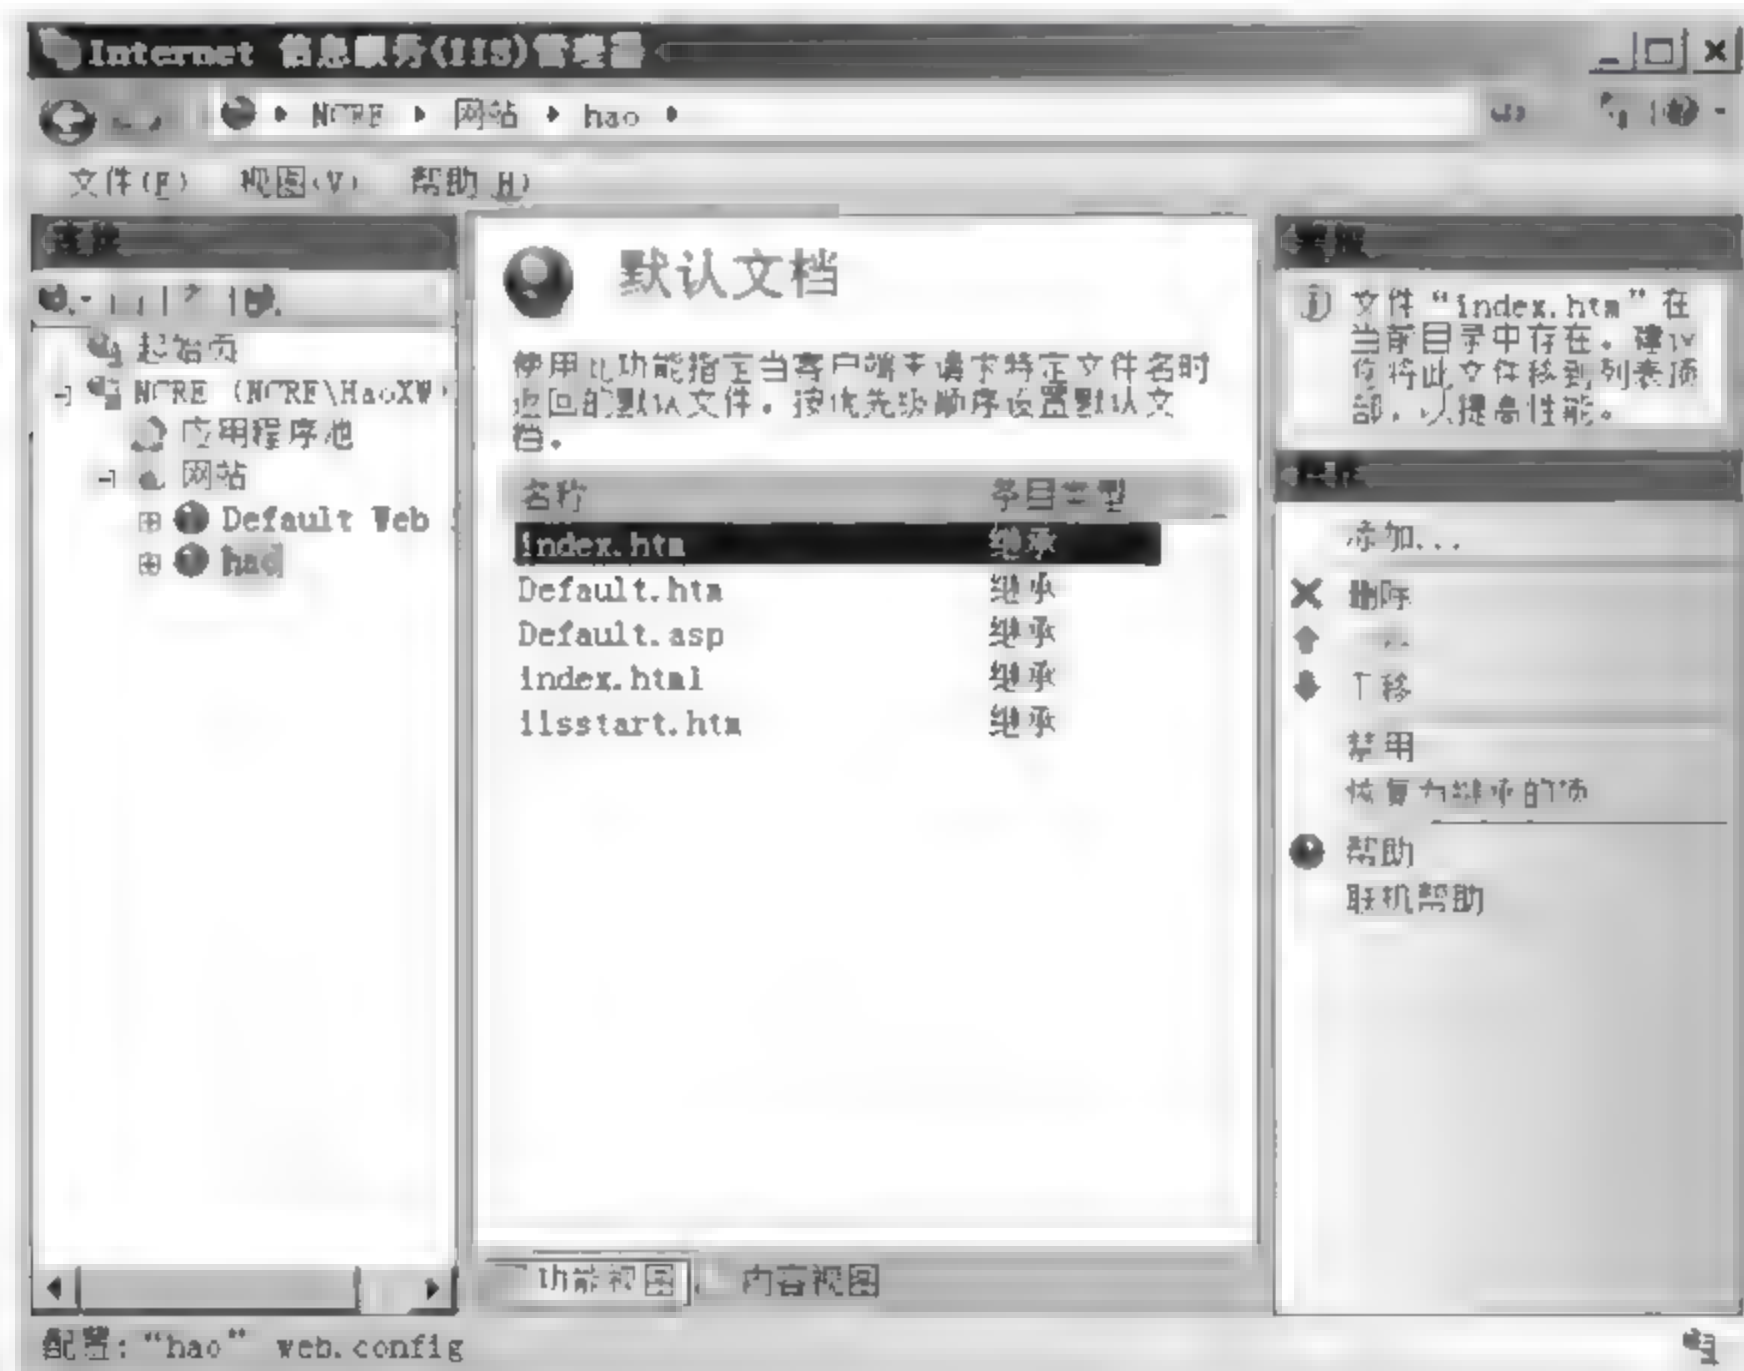 Internet 信息服务(IIS)管理器
NCRE 网站 hao
文件(F) 视图(V) 帮助(H)
连接
起始页
NCRE (NCRE\HaoXW)
应用程序池
网站
Default Web
hao
默认文档
使用此功能指定当客户端未请求特定文件名时
返回的默认文件。按优先级顺序设置默认文
档。
名称 条目类型
index.htm 继承
Default.htm 继承
Default.asp 继承
index.html 继承
iisstart.htm 继承
功能视图 内容视图
警报
文件“index.htm”在
当前目录中存在。建议
您将此文件移到列表顶
部，以提高性能。
操作
添加...
删除
下移
禁用
恢复为继承的项
帮助
联机帮助
配置:“hao” web.config